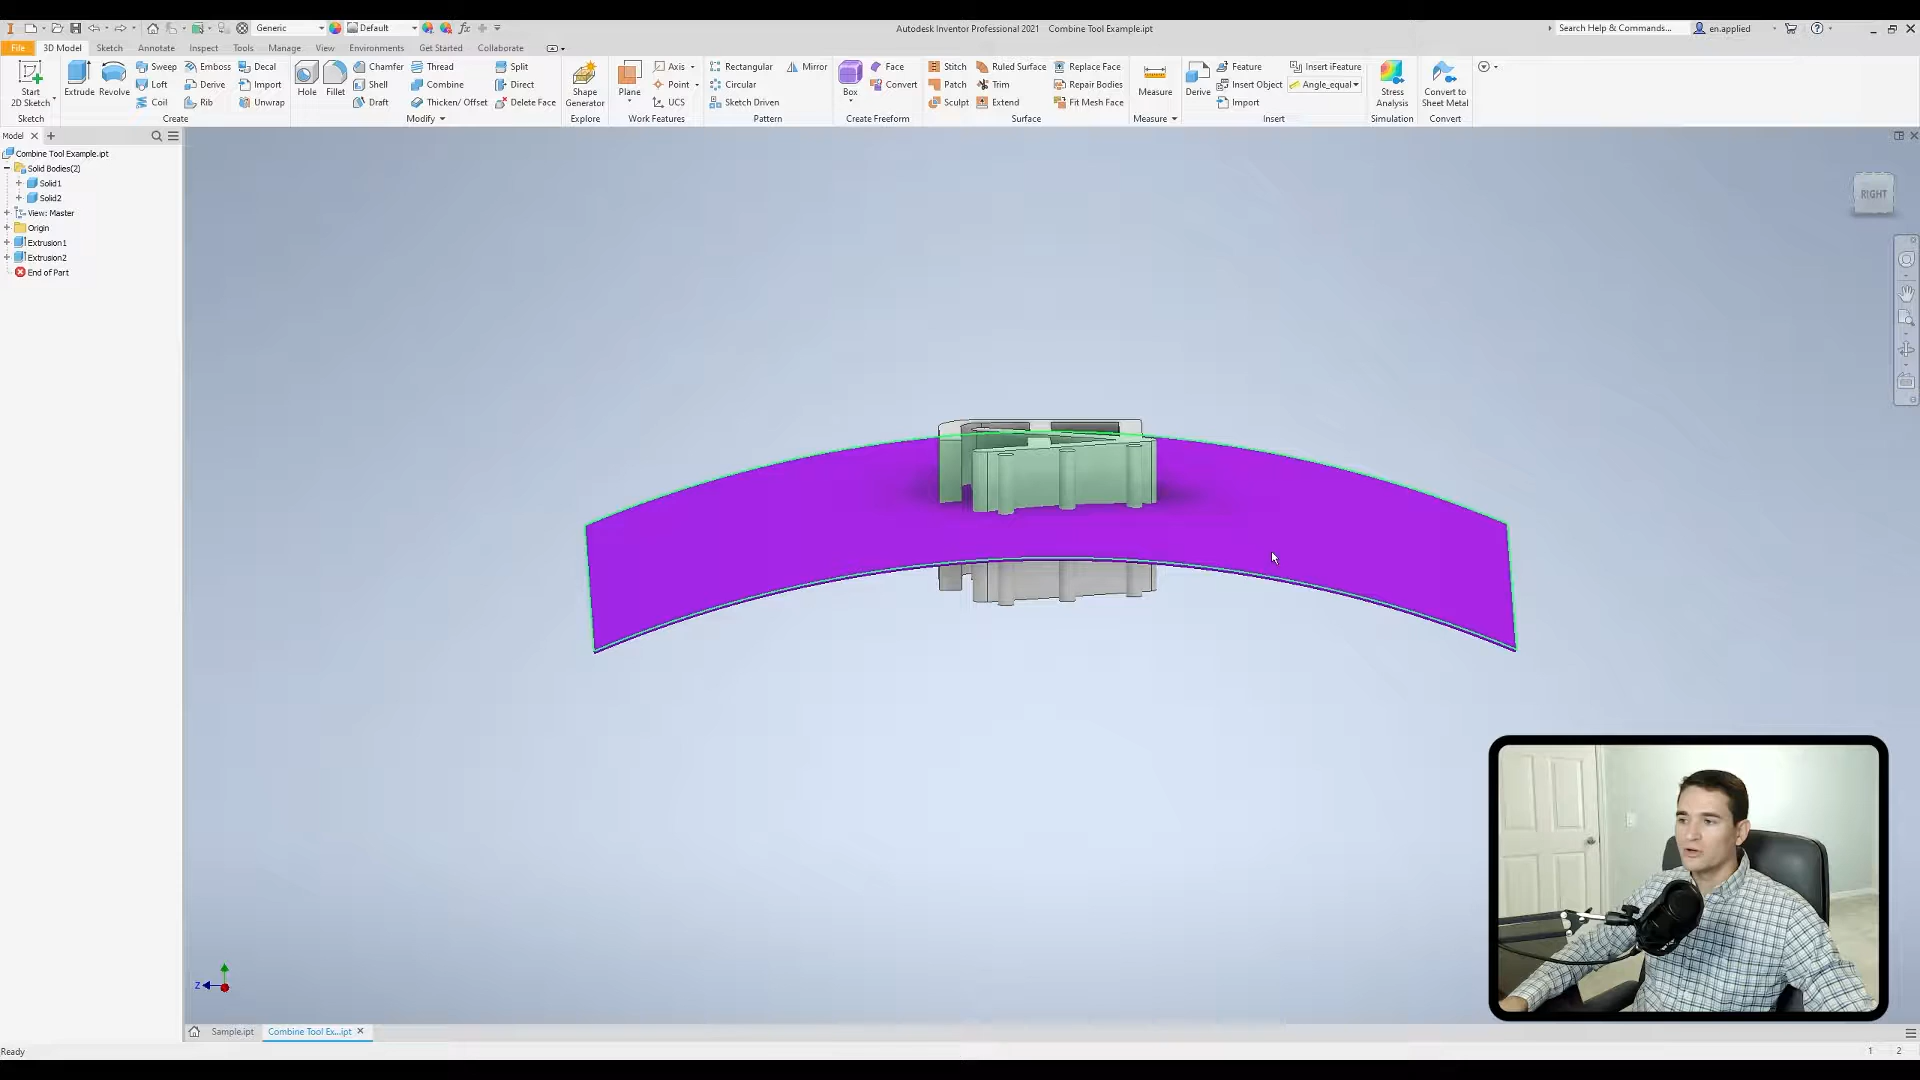 Generic Default Autodesk Inventor Professional 2021 Combine Tool Example.ipt Search Help & Commands... en.applied
File 3D Model Sketch Annotate Inspect Tools Manage View Environments Get Started Collaborate
Sweep Emboss Decal Chamfer Thread Split Axis Rectangular Mirror Face Stitch Ruled Surface Replace Face Feature Insert iFeature
Start 2D Sketch Extrude Revolve Loft Derive Import Hole Fillet Shell Combine Direct Shape Generator Plane Point Circular Box Convert Patch Trim Repair Bodies Measure Derive Insert Object Angle_equal Stress Analysis Convert to Sheet Metal
Coil Rib Unwrap Draft Thicken/ Offset Delete Face UCS Sketch Driven Sculpt Extend Fit Mesh Face Import
Sketch Create Modify Explore Work Features Pattern Create Freeform Surface Measure Insert Simulation Convert
Model
Combine Tool Example.ipt
Solid Bodies(2)
Solid1
Solid2
View: Master
Origin
Extrusion1
Extrusion2
End of Part
RIGHT
Z
Sample.ipt Combine Tool Ex...ipt
Ready 1 2